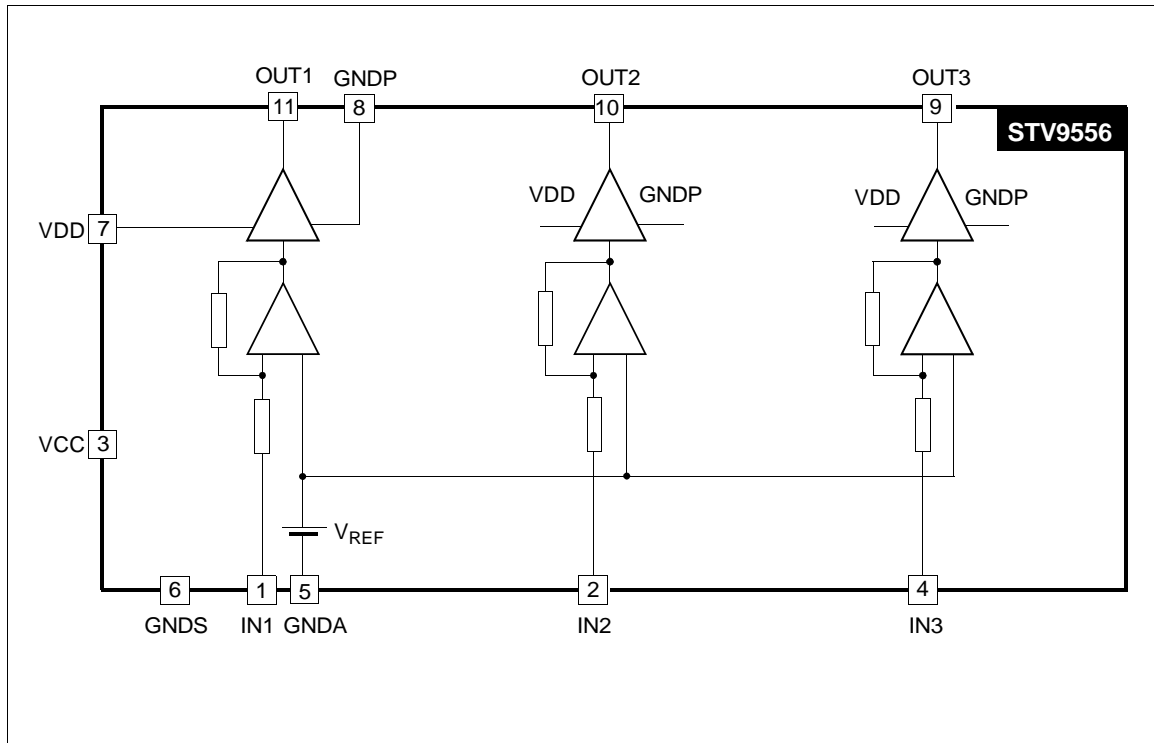 OUT1 GNDP OUT2 OUT3
11 8 10 9
STV9556
VDD GNDP VDD GNDP
VDD 7
VCC 3
VREF
6 1 5 2 4
GNDS IN1 GNDA IN2 IN3